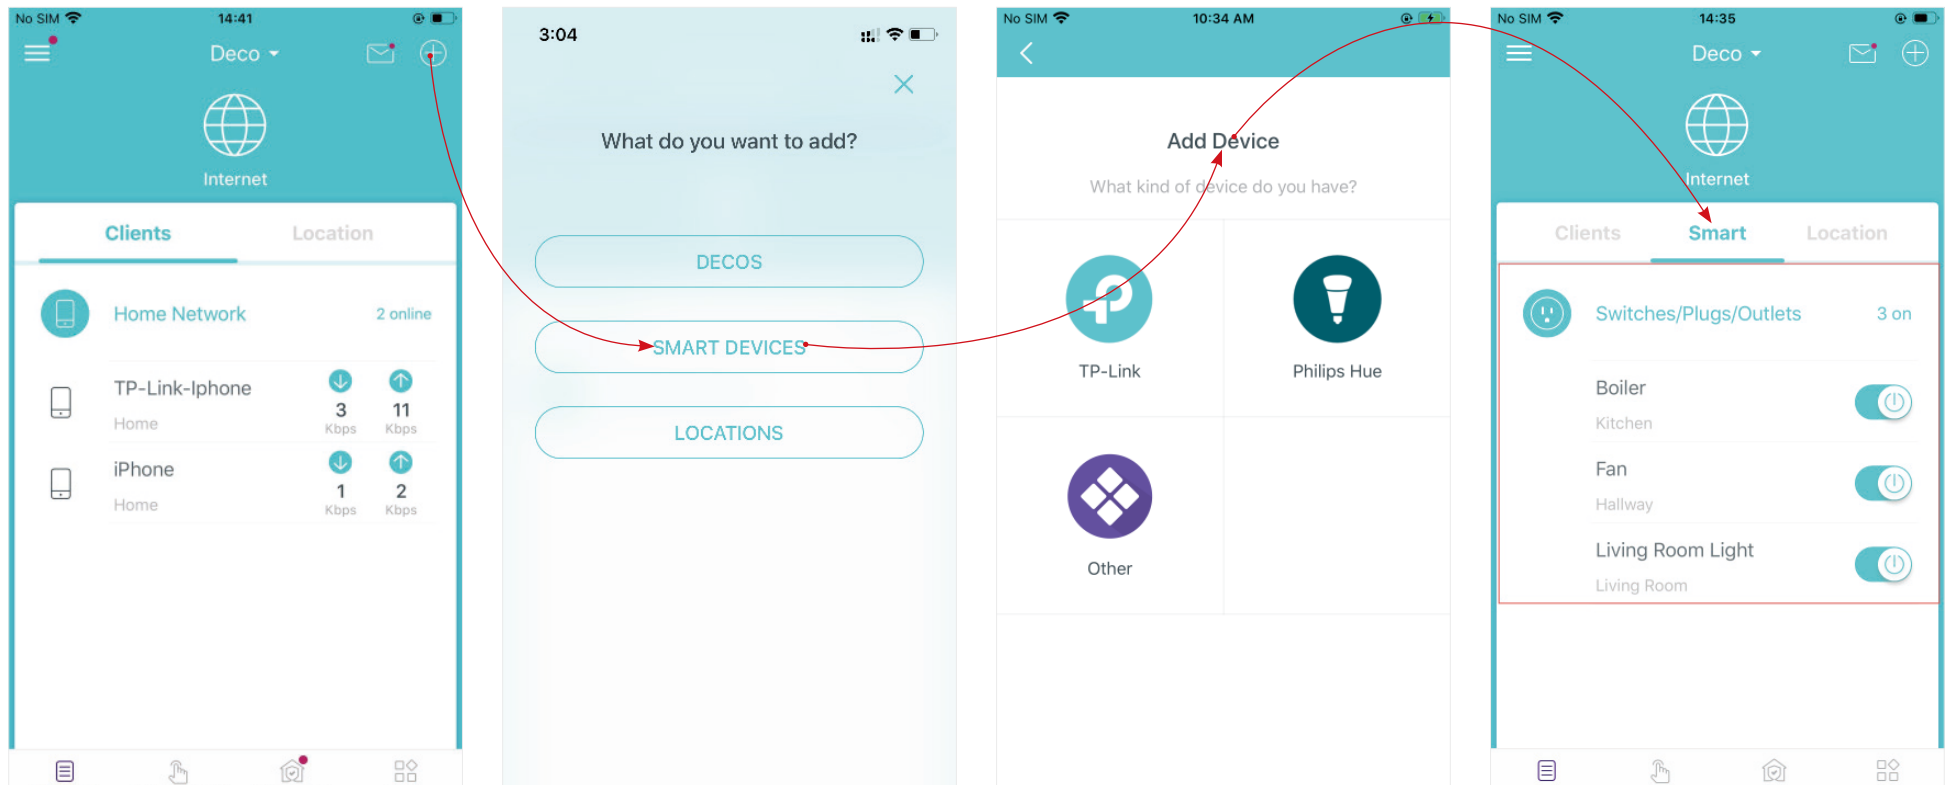 No SIM 14:41
Deco
Internet
Clients Location
Home Network 2 online
TP-Link-Iphone 3 11
Home Kbps Kbps
iPhone 1 2
Home Kbps Kbps
3:04
What do you want to add?
DECOS
SMART DEVICES
LOCATIONS
No SIM 10:34 AM
Add Device
What kind of device do you have?
TP-Link Philips Hue
Other
No SIM 14:35
Deco
Internet
Clients Smart Location
Switches/Plugs/Outlets 3 on
Boiler
Kitchen
Fan
Hallway
Living Room Light
Living Room